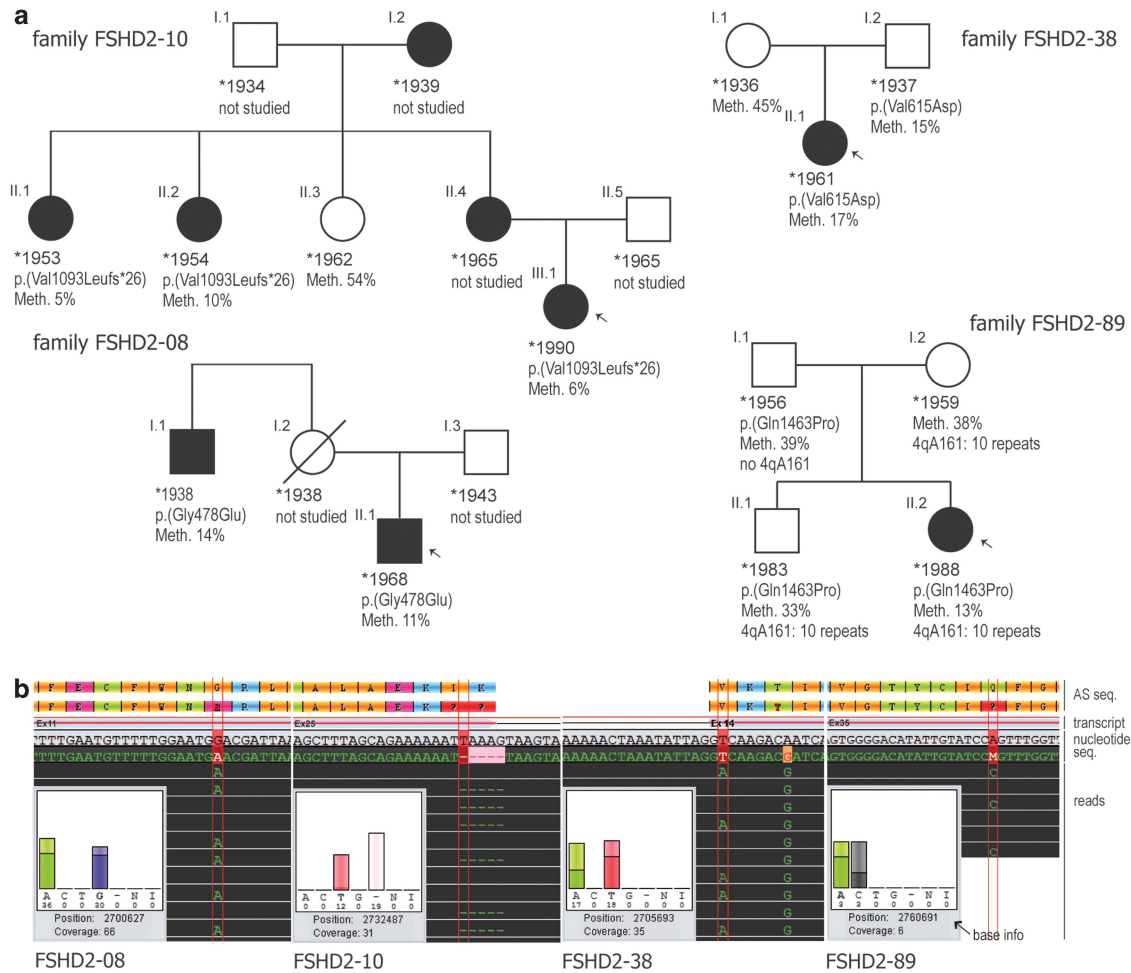 a
family FSHD2-10
I.1
I.2
*1934
not studied
*1939
not studied
II.1
II.2
II.3
II.4
II.5
*1953
p.(Val1093Leufs*26)
Meth. 5%
*1954
p.(Val1093Leufs*26)
Meth. 10%
*1962
Meth. 54%
*1965
not studied
*1965
not studied
III.1
*1990
p.(Val1093Leufs*26)
Meth. 6%
family FSHD2-38
I.1
I.2
*1936
Meth. 45%
*1937
p.(Val615Asp)
Meth. 15%
II.1
*1961
p.(Val615Asp)
Meth. 17%
family FSHD2-08
I.1
I.2
I.3
*1938
p.(Gly478Glu)
Meth. 14%
*1938
not studied
*1943
not studied
II.1
*1968
p.(Gly478Glu)
Meth. 11%
family FSHD2-89
I.1
I.2
*1956
p.(Gln1463Pro)
Meth. 39%
no 4qA161
*1959
Meth. 38%
4qA161: 10 repeats
II.1
II.2
*1983
p.(Gln1463Pro)
Meth. 33%
4qA161: 10 repeats
*1988
p.(Gln1463Pro)
Meth. 13%
4qA161: 10 repeats
b
F E C F W N G R L A L A E K I K V K T I V G T Y C I Q F G
F E C F W N E R L A L A E K ? ? V K T I V G T Y C I ? F G
AS seq.
Ex11 Ex25 Ex14 Ex35
transcript
TTTGAATGTTTTTGGAATGGACGATTAA AGCTTTAGCAGAAAAAATTAAAGTAAGTA AAAAACTAAATATTAGGTCAAGACAATCA AGTGGGGACATATTGTATCCAGTTTGGTT
nucleotide
seq.
TTTGAATGTTTTTGGAATGAACGATTAA AGCTTTAGCAGAAAAAAT-----GTAAGTA AAAAACTAAATATTAGGTCAAGACGATCA AGTGGGGACATATTGTATCCMGTTTGGTT
reads
A C T G - N I
36 0 0 30 0 0 0
Position: 2700627
Coverage: 66
A C T G - N I
0 0 12 0 19 0 0
Position: 2732487
Coverage: 31
A C T G - N I
17 0 18 0 0 0 0
Position: 2705693
Coverage: 35
A C T G - N I
3 3 0 0 0 0 0
Position: 2760691
Coverage: 6
base info
FSHD2-08
FSHD2-10
FSHD2-38
FSHD2-89